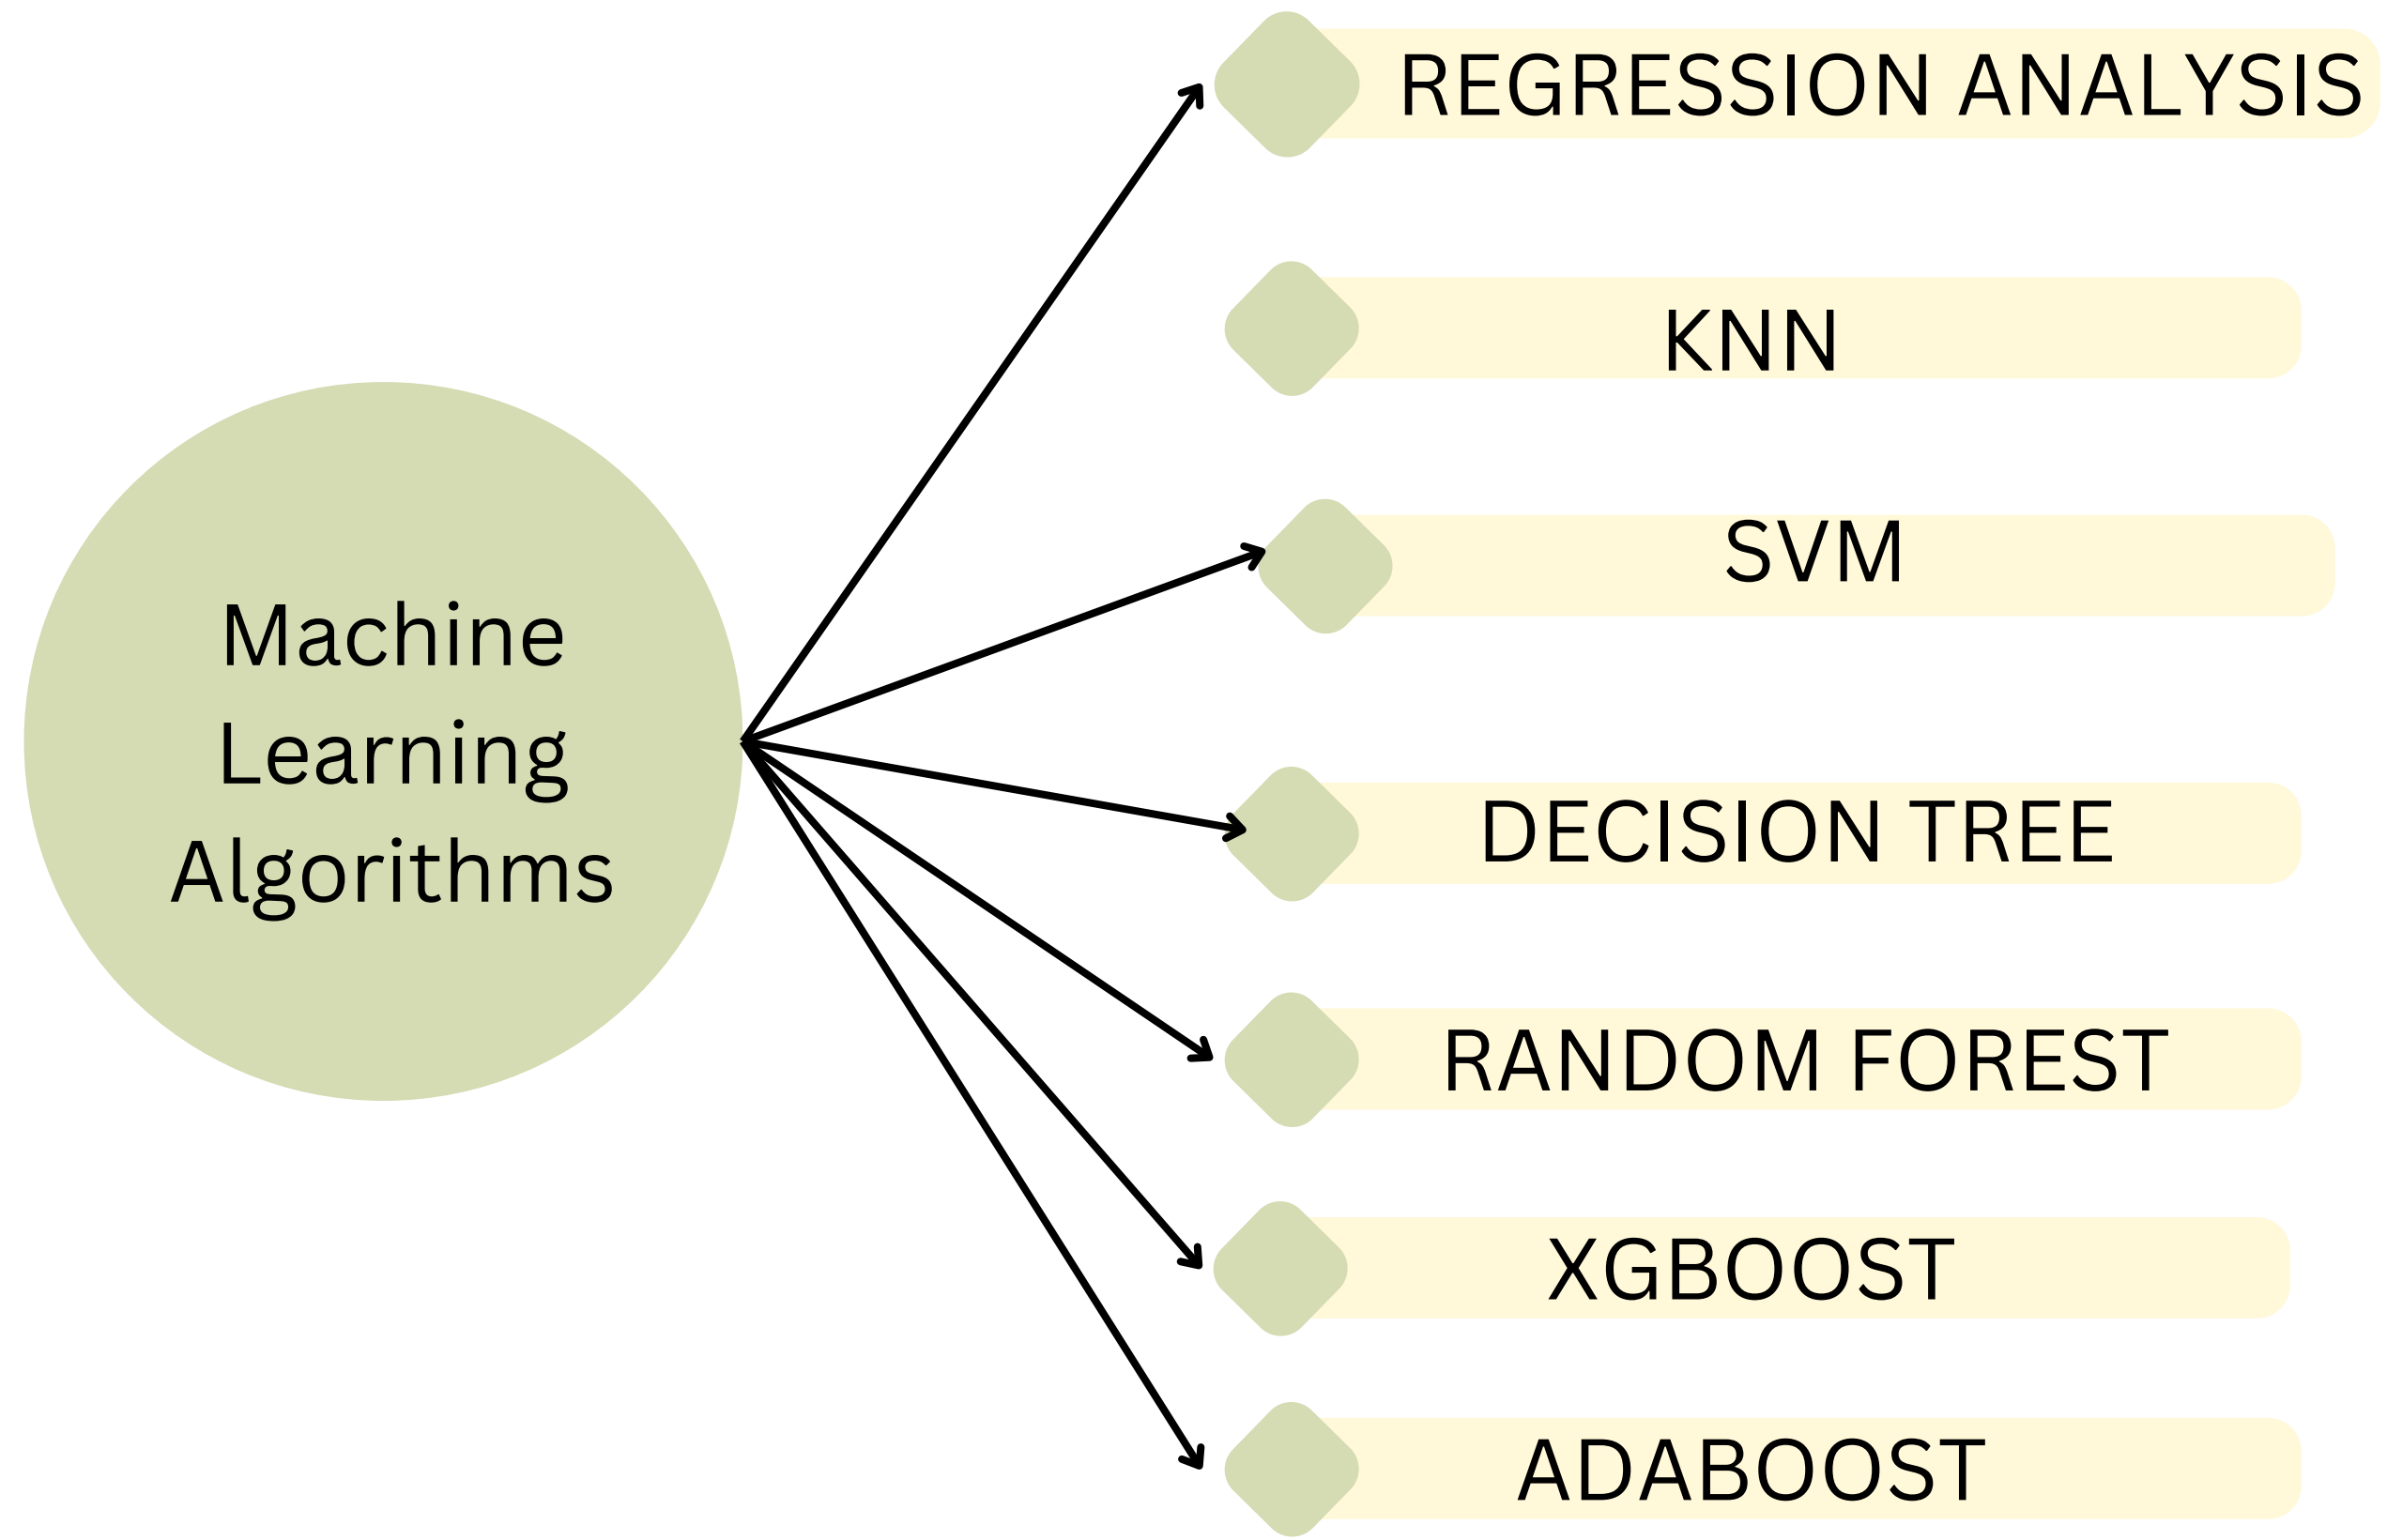 REGRESSION ANALYSIS
KNN
SVM
Machine
Learning
Algorithms
DECISION TREE
RANDOM FOREST
XGBOOST
ADABOOST